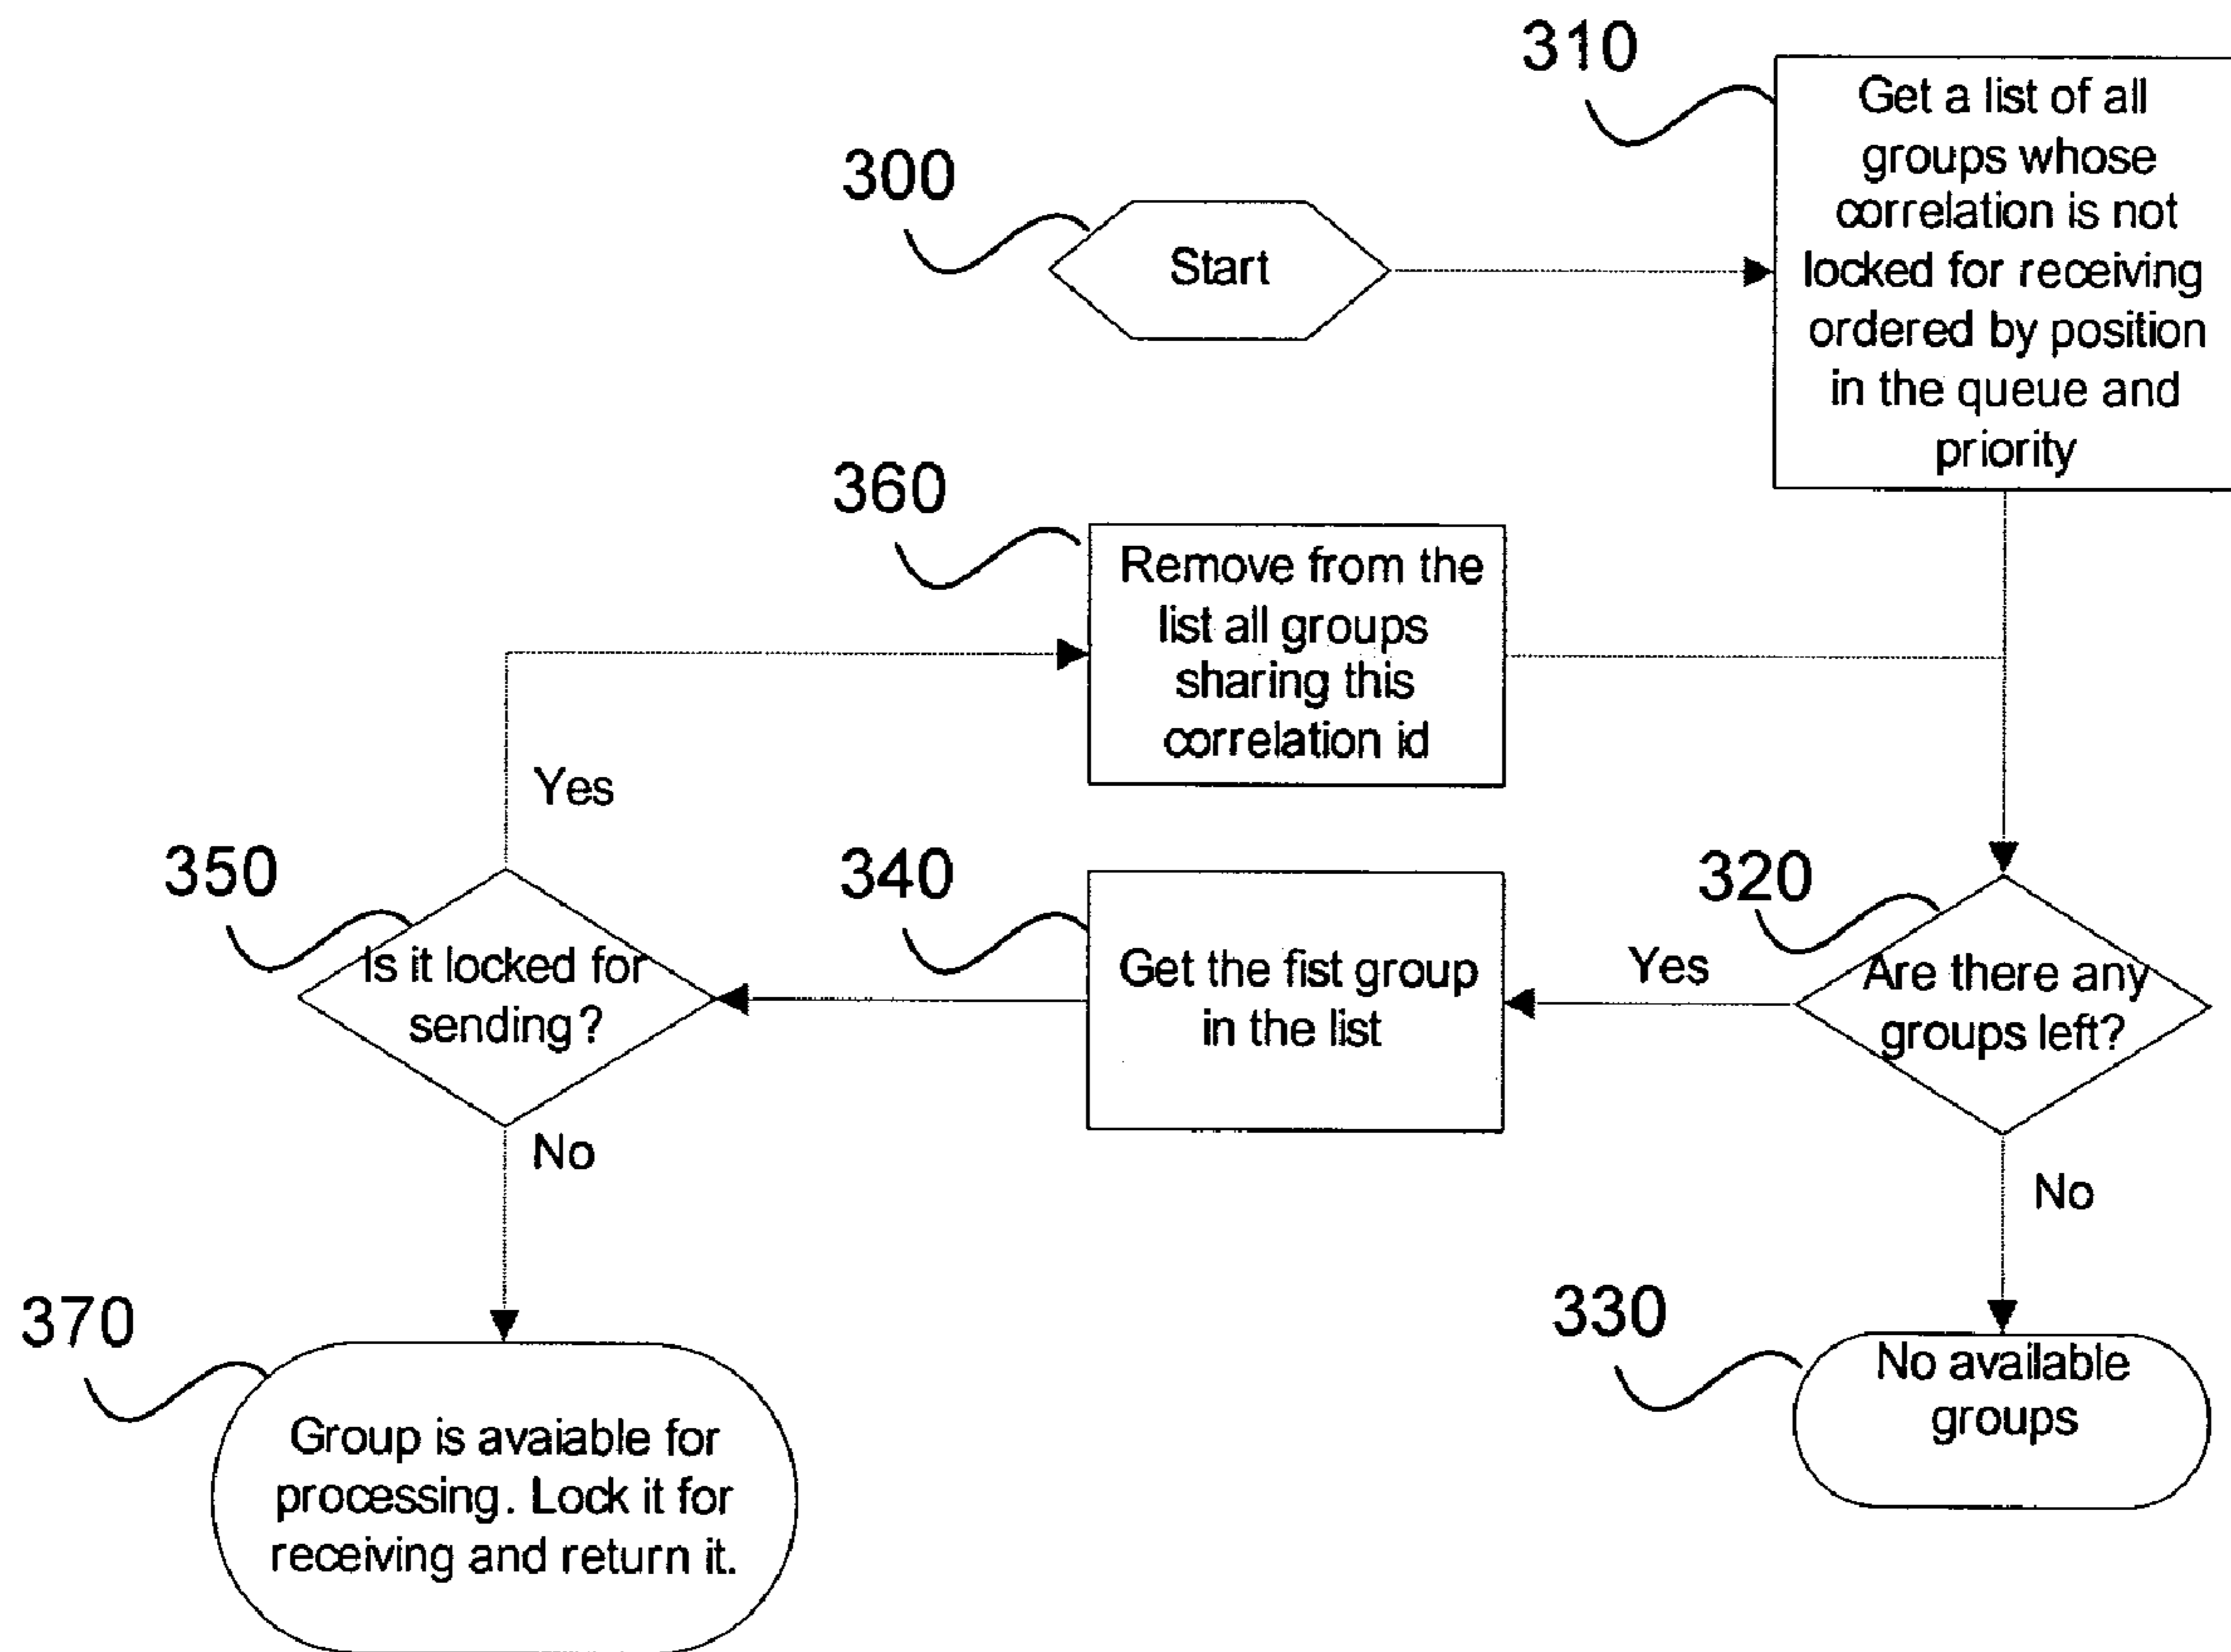 310
Get a list of all
groups whose
correlation is not
locked for receiving
ordered by position
in the queue and
priority
300
Start
360
Remove from the
list all groups
sharing this
correlation id
Yes
350
Is it locked for
sending?
340
Get the fist group
in the list
320
Yes
Are there any
groups left?
No
No
370
Group is avaiable for
processing. Lock it for
receiving and return it.
330
No available
groups